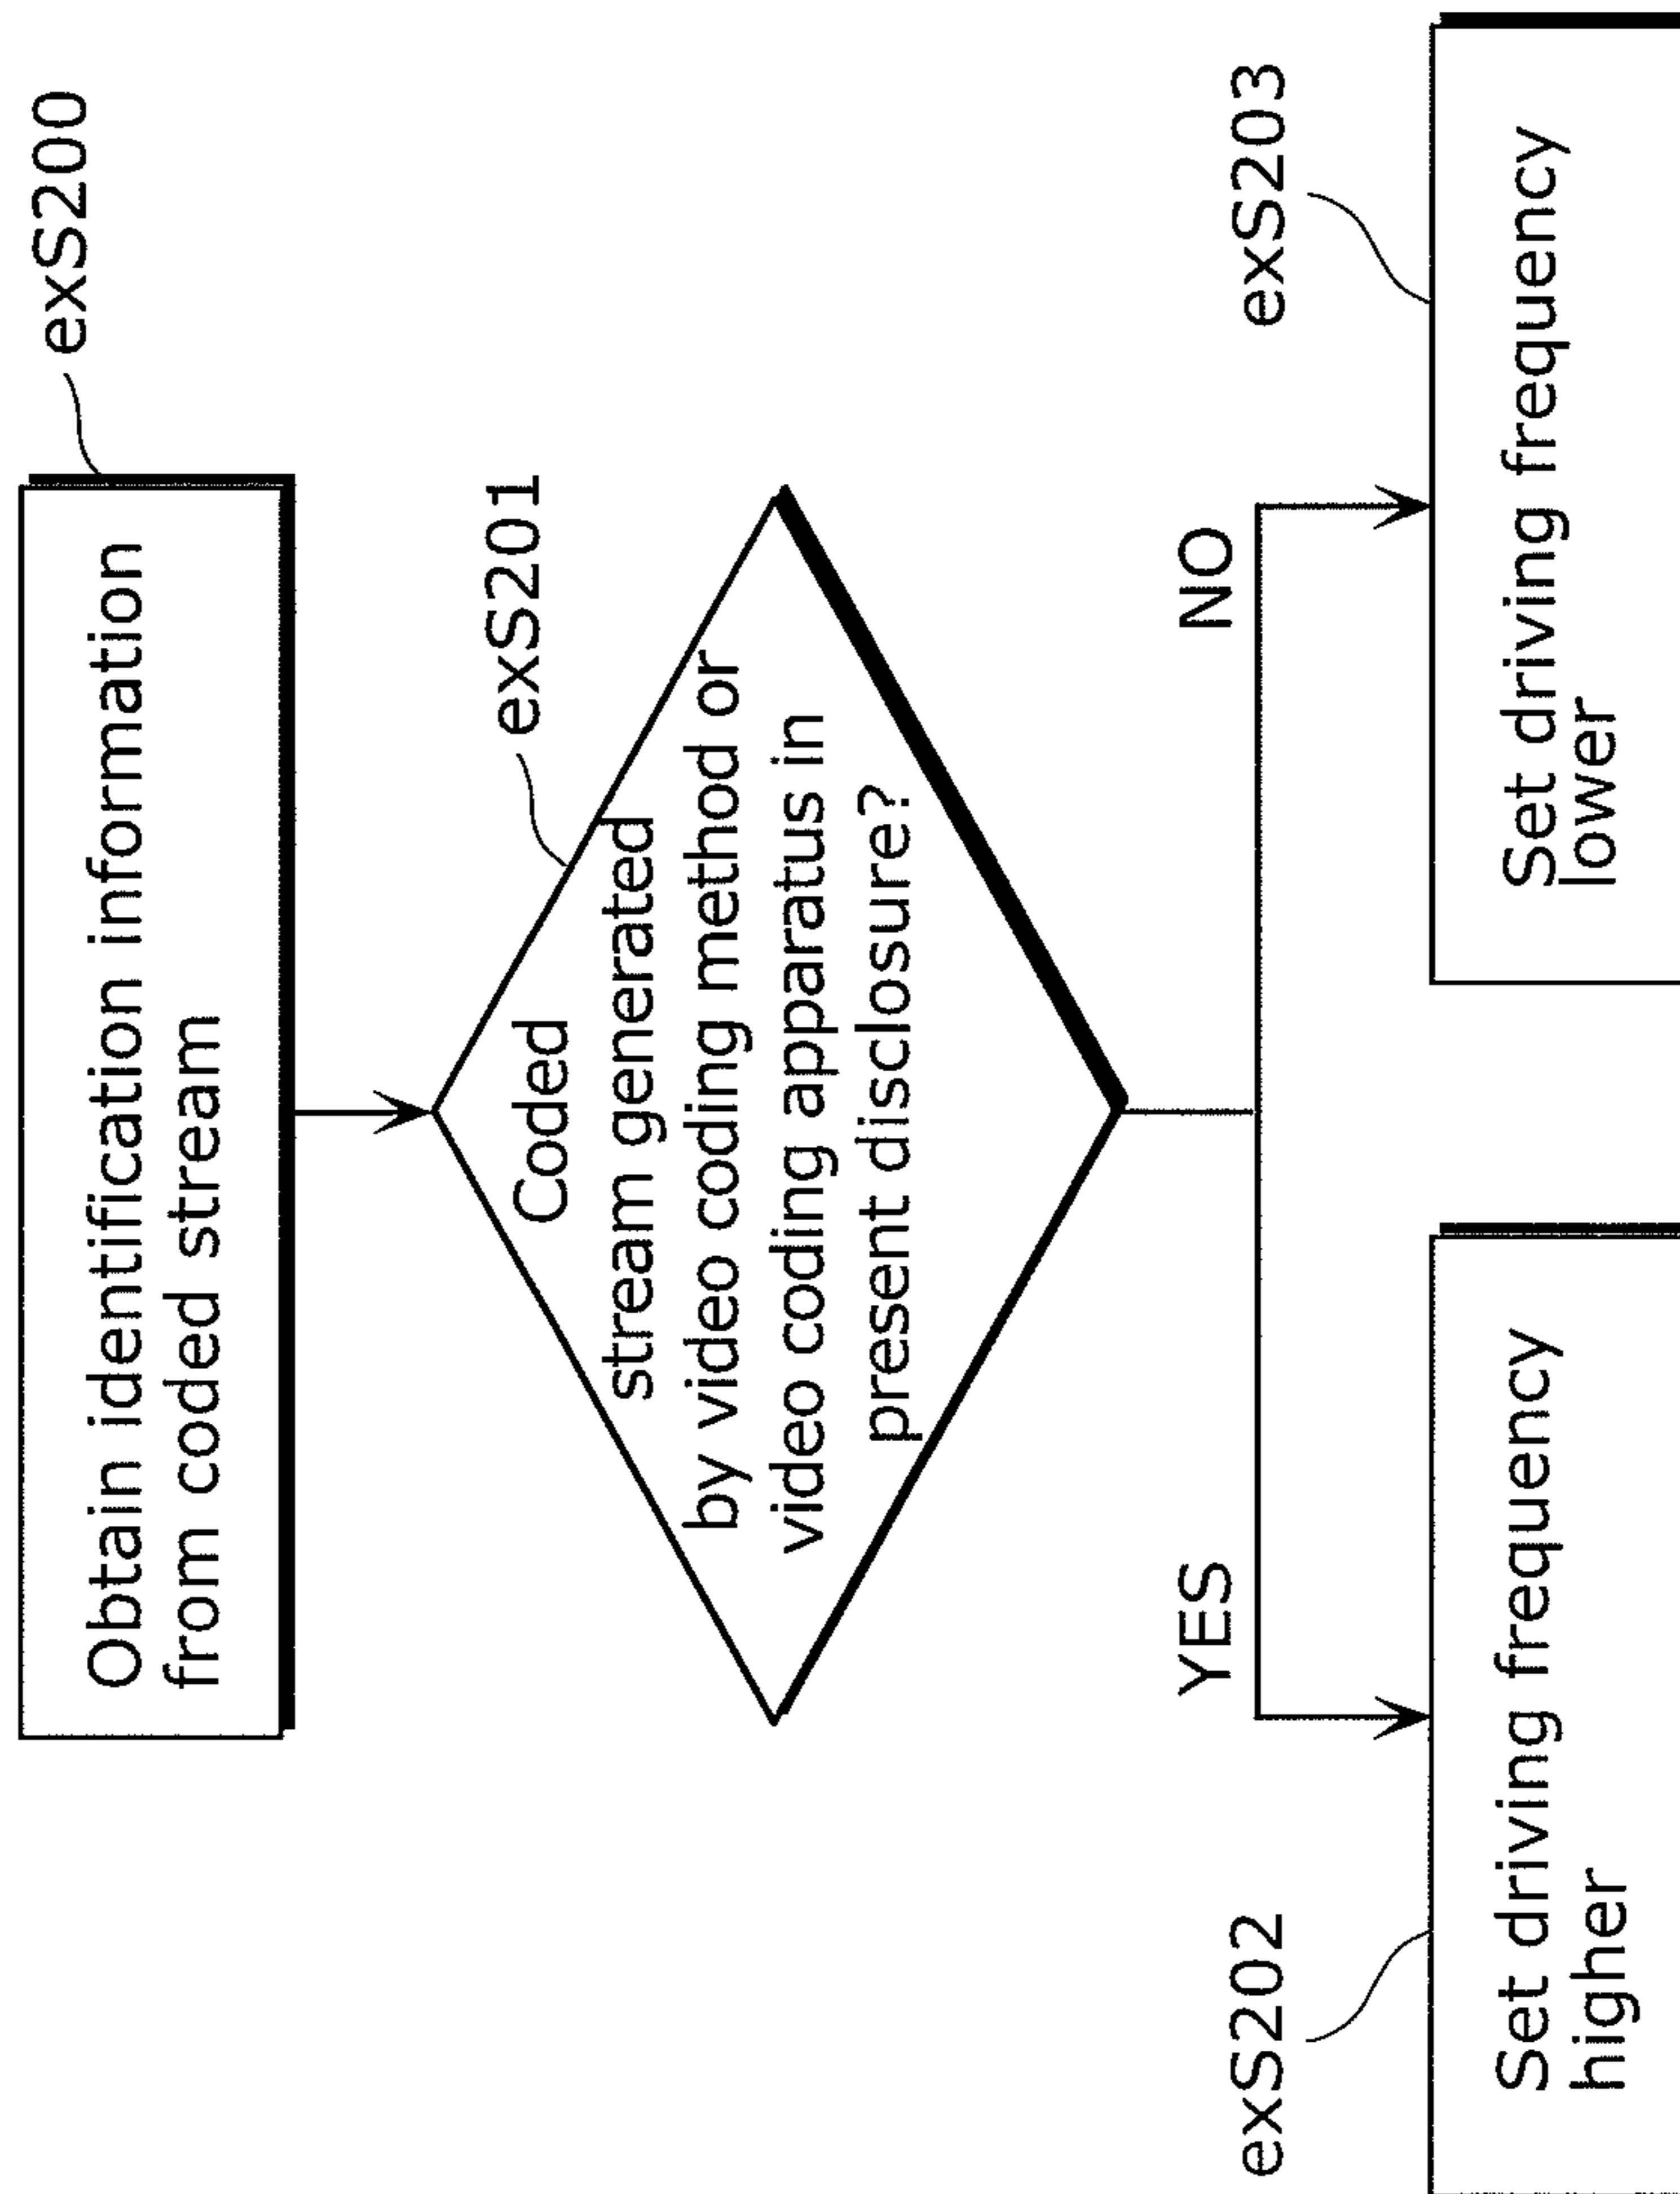 exS200
Obtain identification information
from coded stream
exS201
Coded
stream generated
by video coding method or
video coding apparatus in
present disclosure?
YES
NO
exS202
exS203
Set driving frequency
higher
Set driving frequency
lower